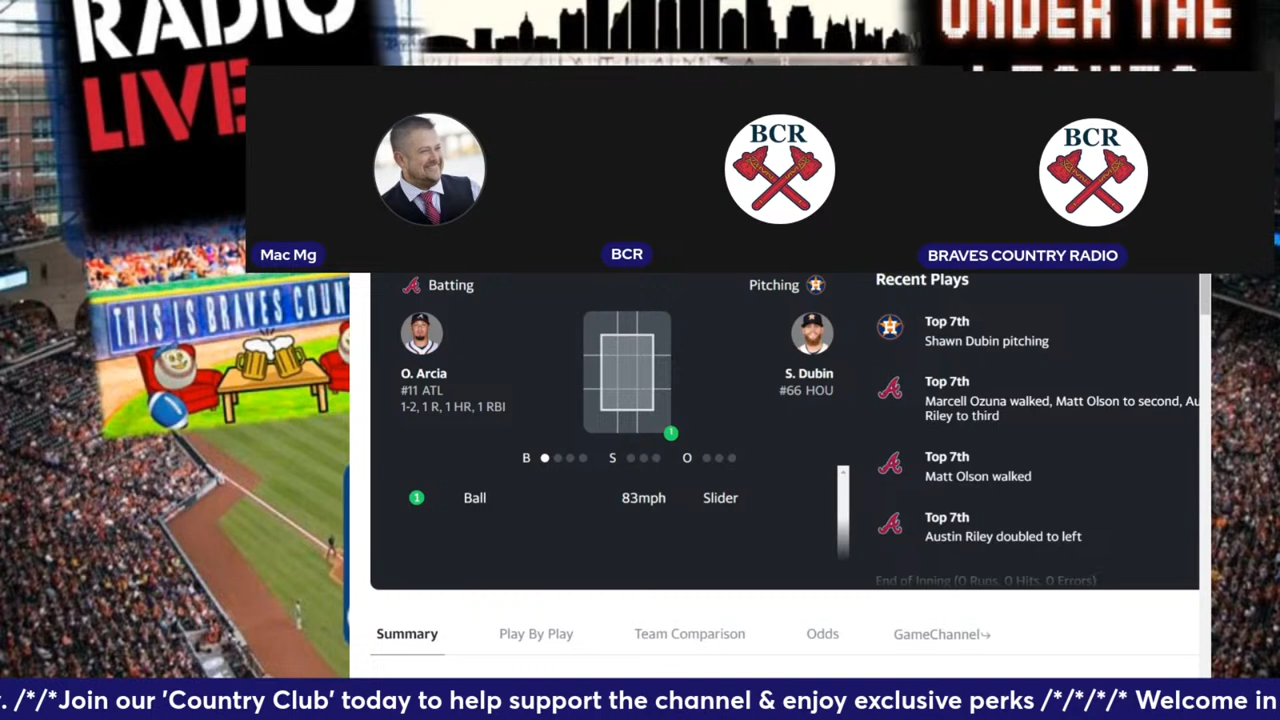 RADIO
LIVE
UNDER THE
BCR
BCR
Mac Mg
BCR
BRAVES COUNTRY RADIO
THIS IS BRAVES COUN
Batting
Pitching
O. Arcia
#11 ATL
1-2, 1 R, 1 HR, 1 RBI
S. Dubin
#66 HOU
1
B
S
O
1
Ball
83mph
Slider
Recent Plays
Top 7th
Shawn Dubin pitching
Top 7th
Marcell Ozuna walked, Matt Olson to second, Au
Riley to third
Top 7th
Matt Olson walked
Top 7th
Austin Riley doubled to left
End of Inning (0 Runs, 0 Hits, 0 Errors)
Summary
Play By Play
Team Comparison
Odds
GameChannel↪
. /*/*Join our 'Country Club' today to help support the channel & enjoy exclusive perks /*/*/*/* Welcome in